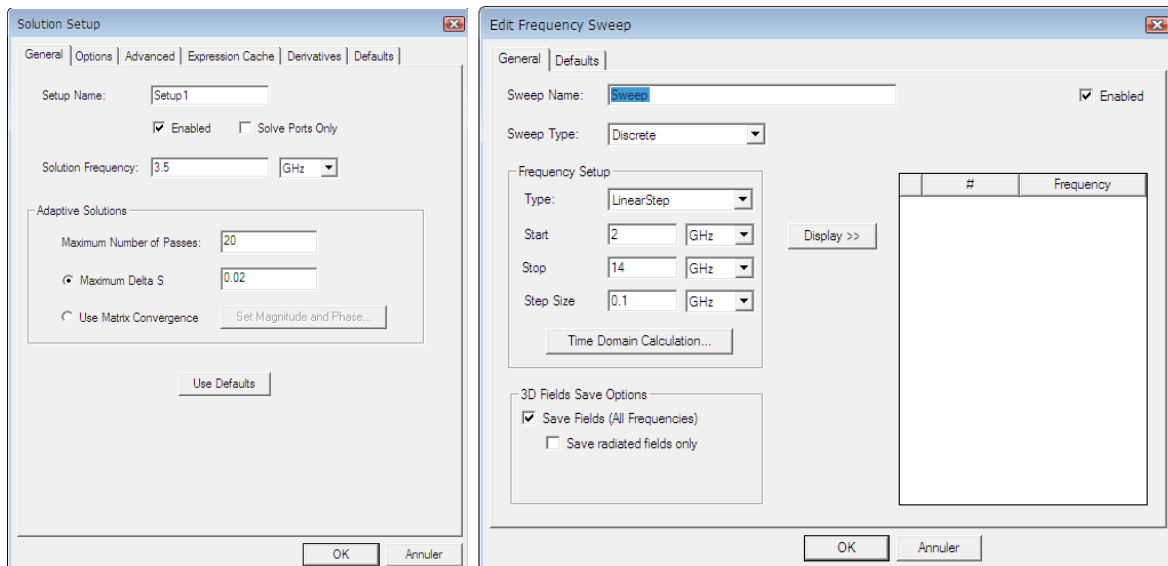 Solution Setup
General Options Advanced Expression Cache Derivatives Defaults
Setup Name: Setup1
Enabled Solve Ports Only
Solution Frequency: 3.5 GHz
Adaptive Solutions
Maximum Number of Passes: 20
Maximum Delta S 0.02
Use Matrix Convergence Set Magnitude and Phase...
Use Defaults
OK Annuler
Edit Frequency Sweep
General Defaults
Sweep Name: Sweep Enabled
Sweep Type: Discrete
Frequency Setup
Type: LinearStep
Start 2 GHz
Stop 14 GHz
Step Size 0.1 GHz
Time Domain Calculation...
Display >>
# Frequency
3D Fields Save Options
Save Fields (All Frequencies)
Save radiated fields only
OK Annuler